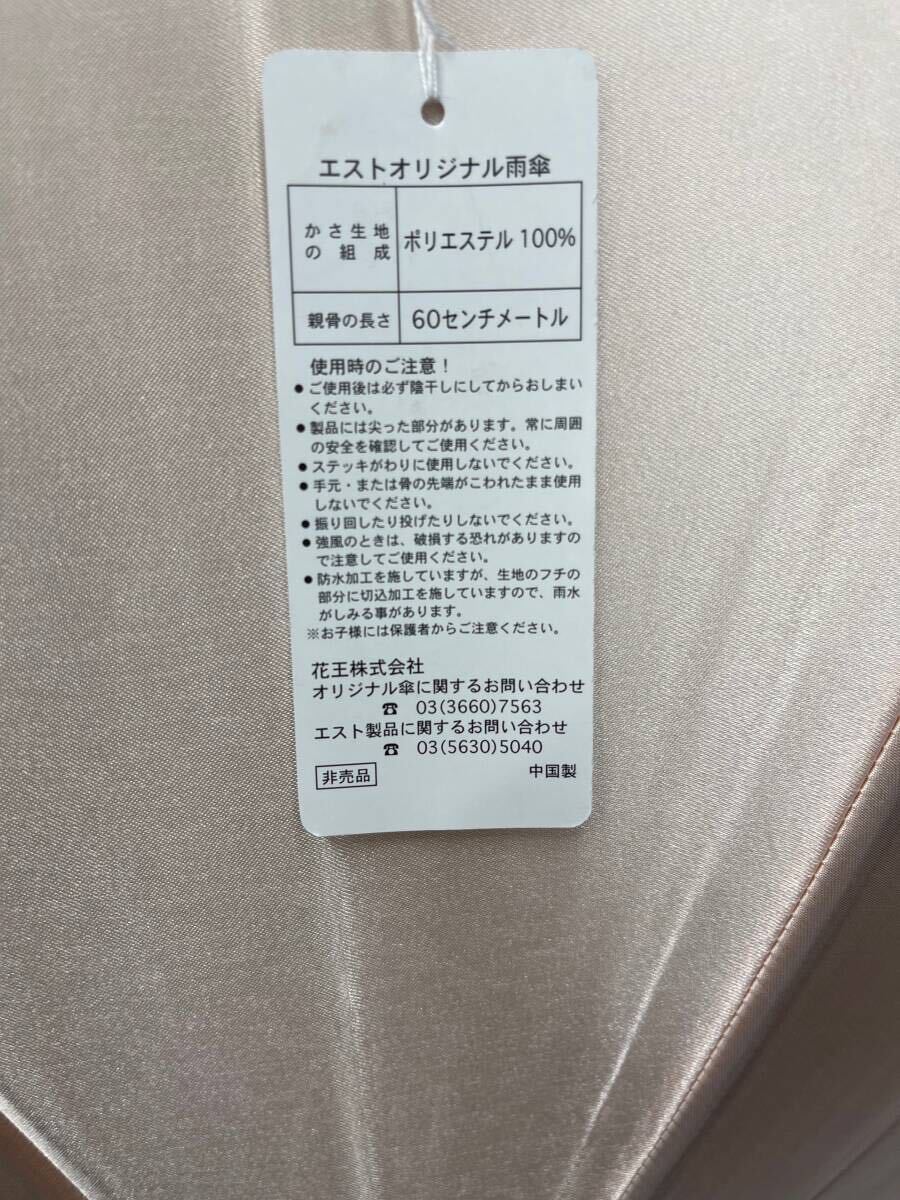 エストオリジナル雨傘
かさ生地
の組成
ポリエステル 100%
親骨の長さ
60センチメートル
使用時のご注意！
●ご使用後は必ず陰干しにしてからおしまい
ください。
●製品には尖った部分があります。常に周囲
の安全を確認してご使用ください。
●ステッキがわりに使用しないでください。
●手元・または骨の先端がこわれたまま使用
しないでください。
●振り回したり投げたりしないでください。
●強風のときは、破損する恐れがありますの
で注意してご使用ください。
●防水加工を施していますが、生地のフチの
部分に切込加工を施していますので、雨水
がしみる事があります。
※お子様には保護者からご注意ください。
花王株式会社
オリジナル傘に関するお問い合わせ
☎ 03(3660)7563
エスト製品に関するお問い合わせ
☎ 03(5630)5040
非売品
中国製